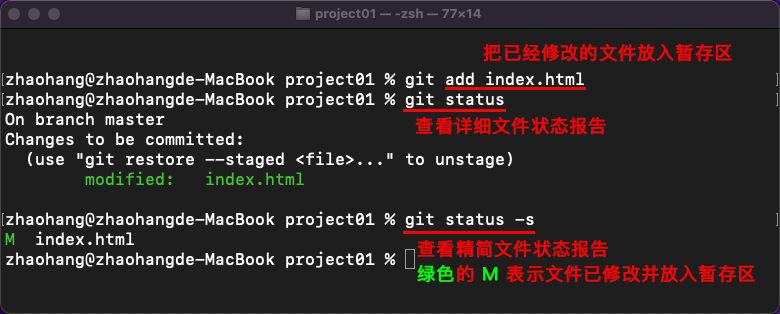 project01 — -zsh — 77×14
把已经修改的文件放入暂存区
[zhaohang@zhaohangde-MacBook project01 % git add index.html ]
[zhaohang@zhaohangde-MacBook project01 % git status ]
On branch master
查看详细文件状态报告
Changes to be committed:
(use "git restore --staged <file>..." to unstage)
modified: index.html
[zhaohang@zhaohangde-MacBook project01 % git status -s ]
M index.html
查看精简文件状态报告
zhaohang@zhaohangde-MacBook project01 %
绿色的 M 表示文件已修改并放入暂存区